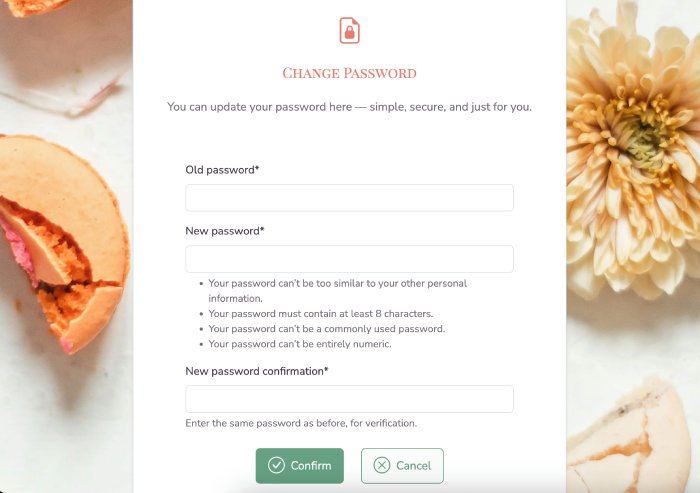 Change Password
You can update your password here — simple, secure, and just for you.
Old password*
New password*
• Your password can't be too similar to your other personal
information.
• Your password must contain at least 8 characters.
• Your password can't be a commonly used password.
• Your password can't be entirely numeric.
New password confirmation*
Enter the same password as before, for verification.
Confirm
Cancel